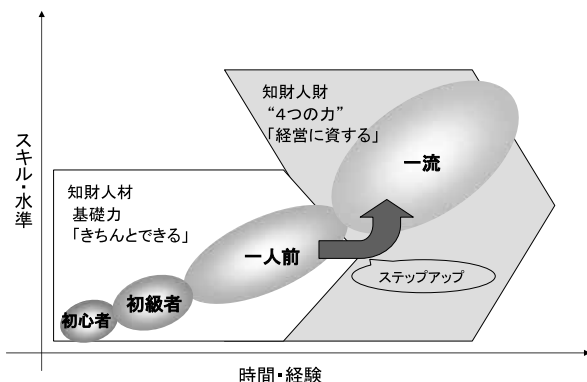 知財人財
“4つの力”
「経営に資する」
一流
スキル・水準
知財人材
基礎力
「きちんとできる」
一人前
ステップアップ
初級者
初心者
時間・経験